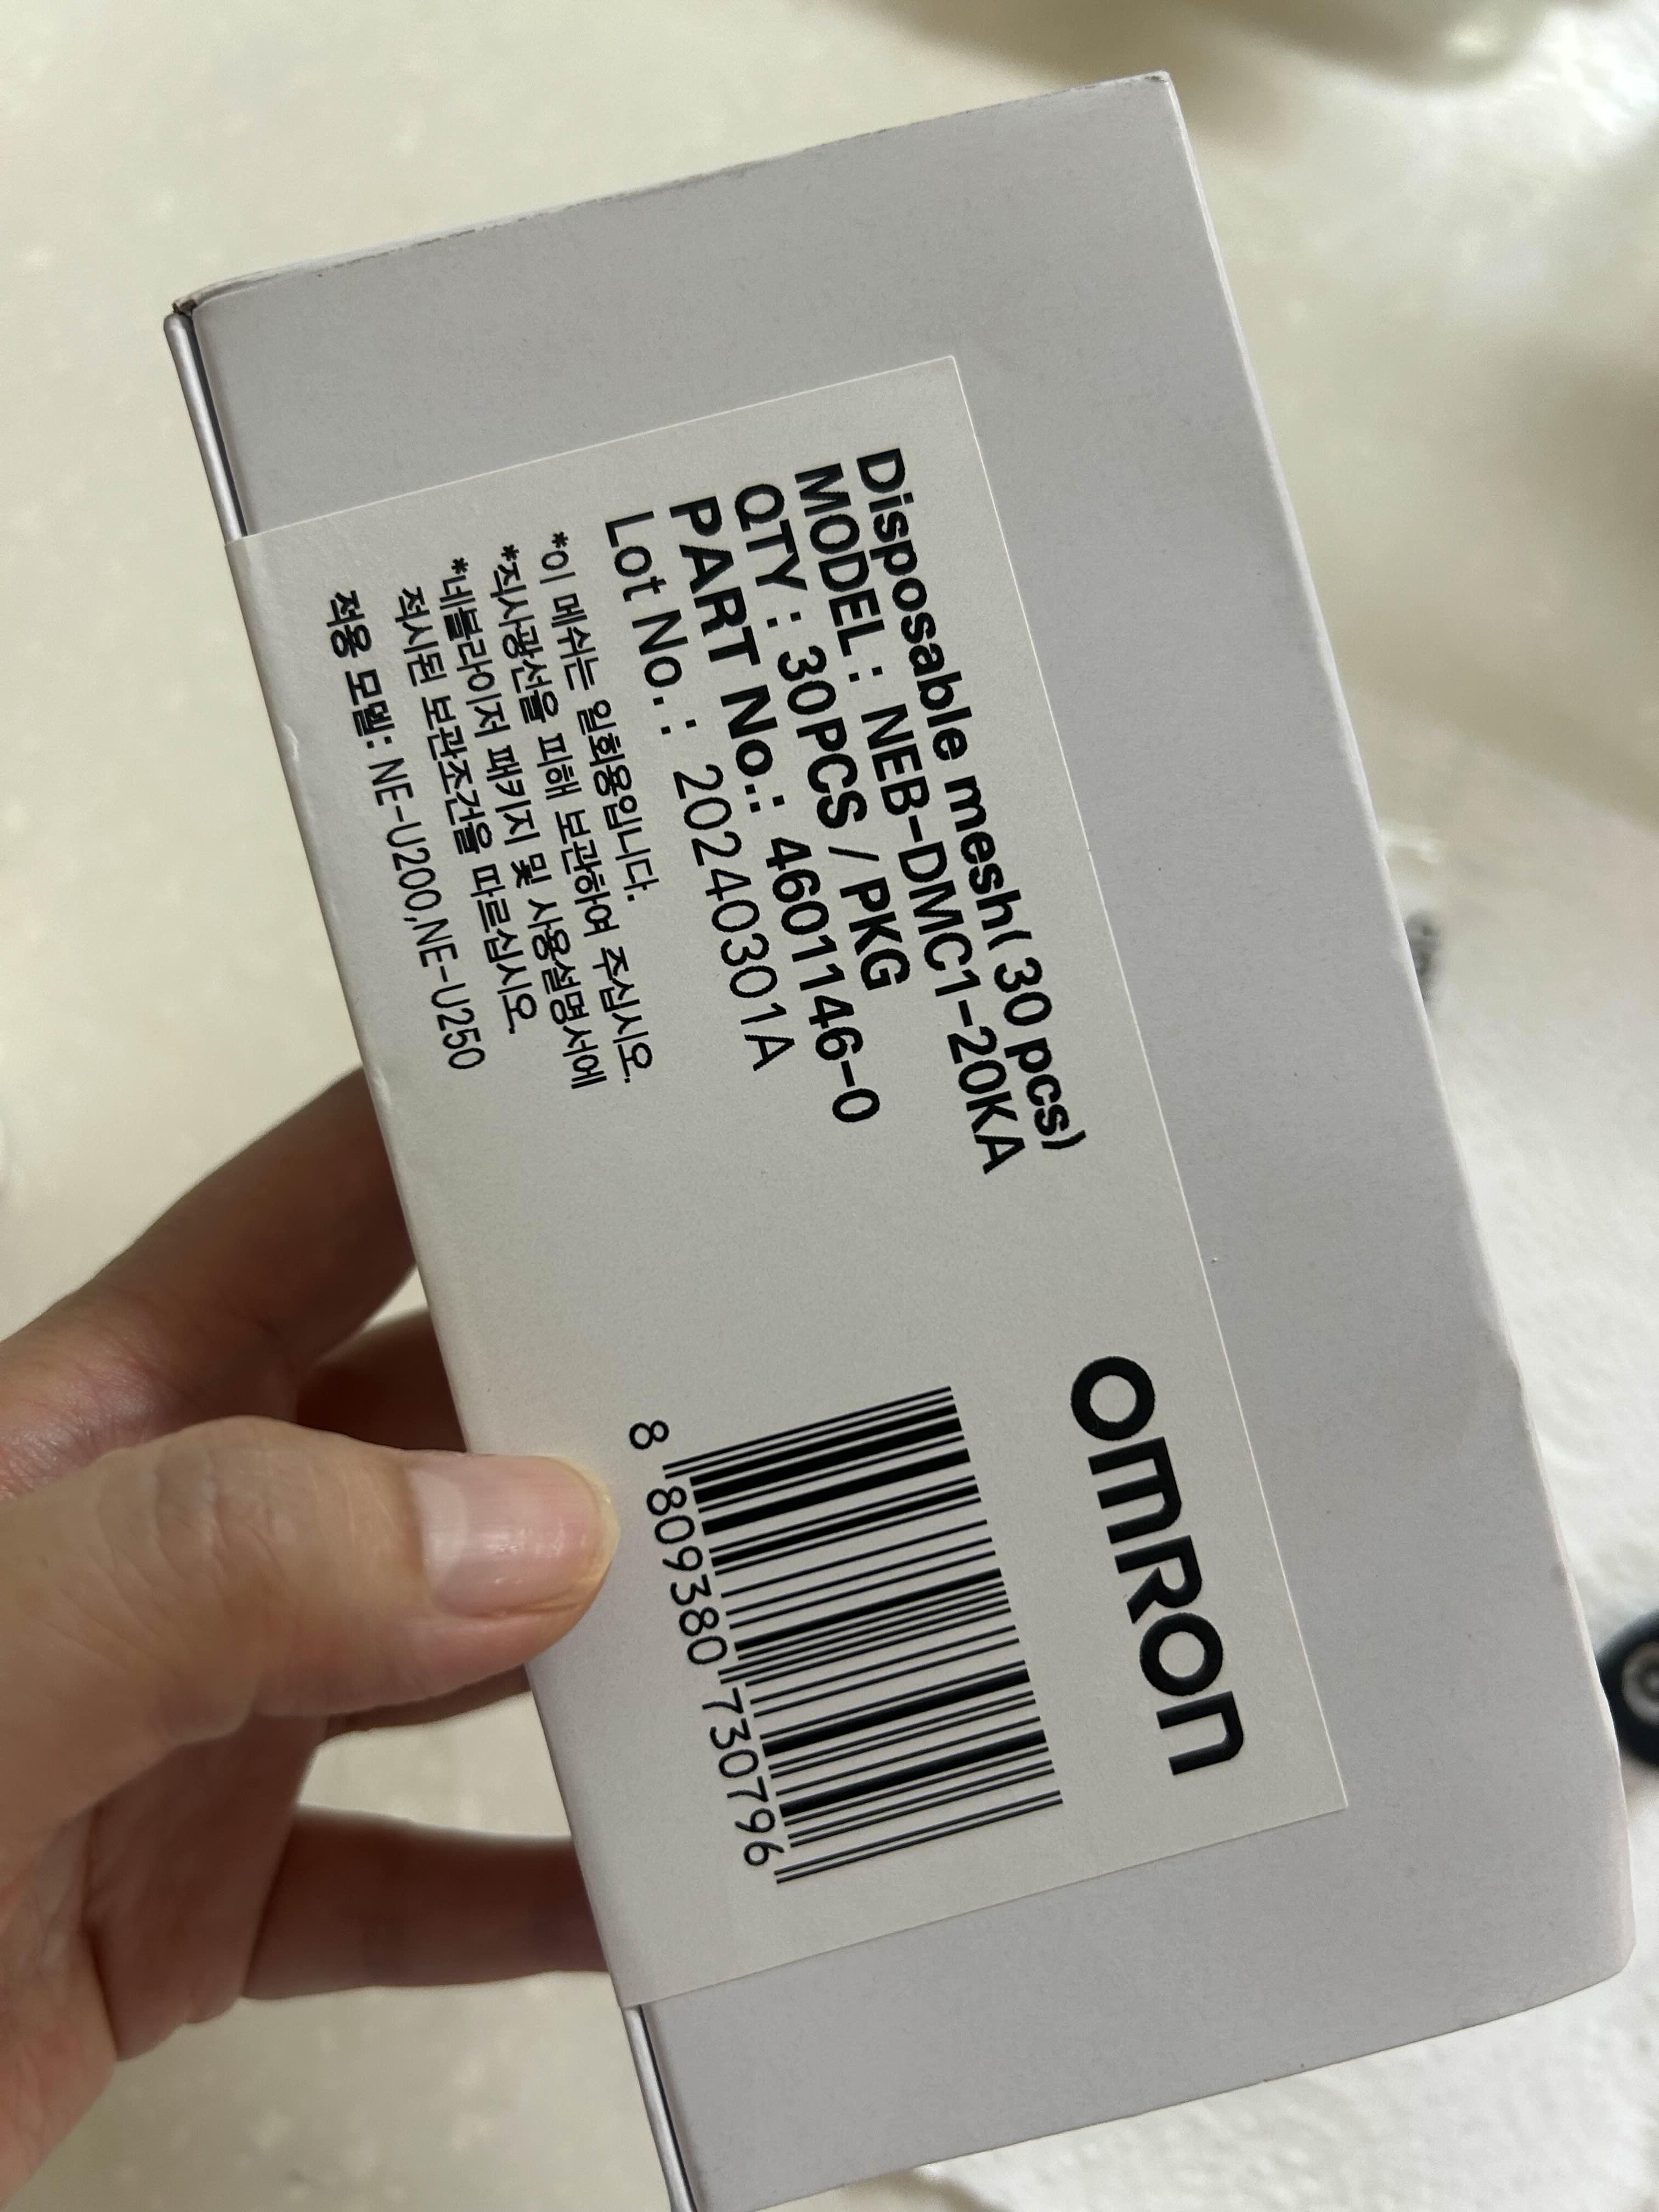 Disposable mesh(30 pcs)
MODEL : NEB-DMC1-20KA
QTY : 30PCS / PKG
PART No.: 4601146-0
Lot No. : 20240301A
*이 메쉬는 일회용입니다.
*직사광선을 피해 보관하여 주십시오.
*네뷸라이저 패키지 및 사용설명서에
적시된 보관조건을 따르십시오.
적용 모델: NE-U200,NE-U250
OMRON
8 809380 730796